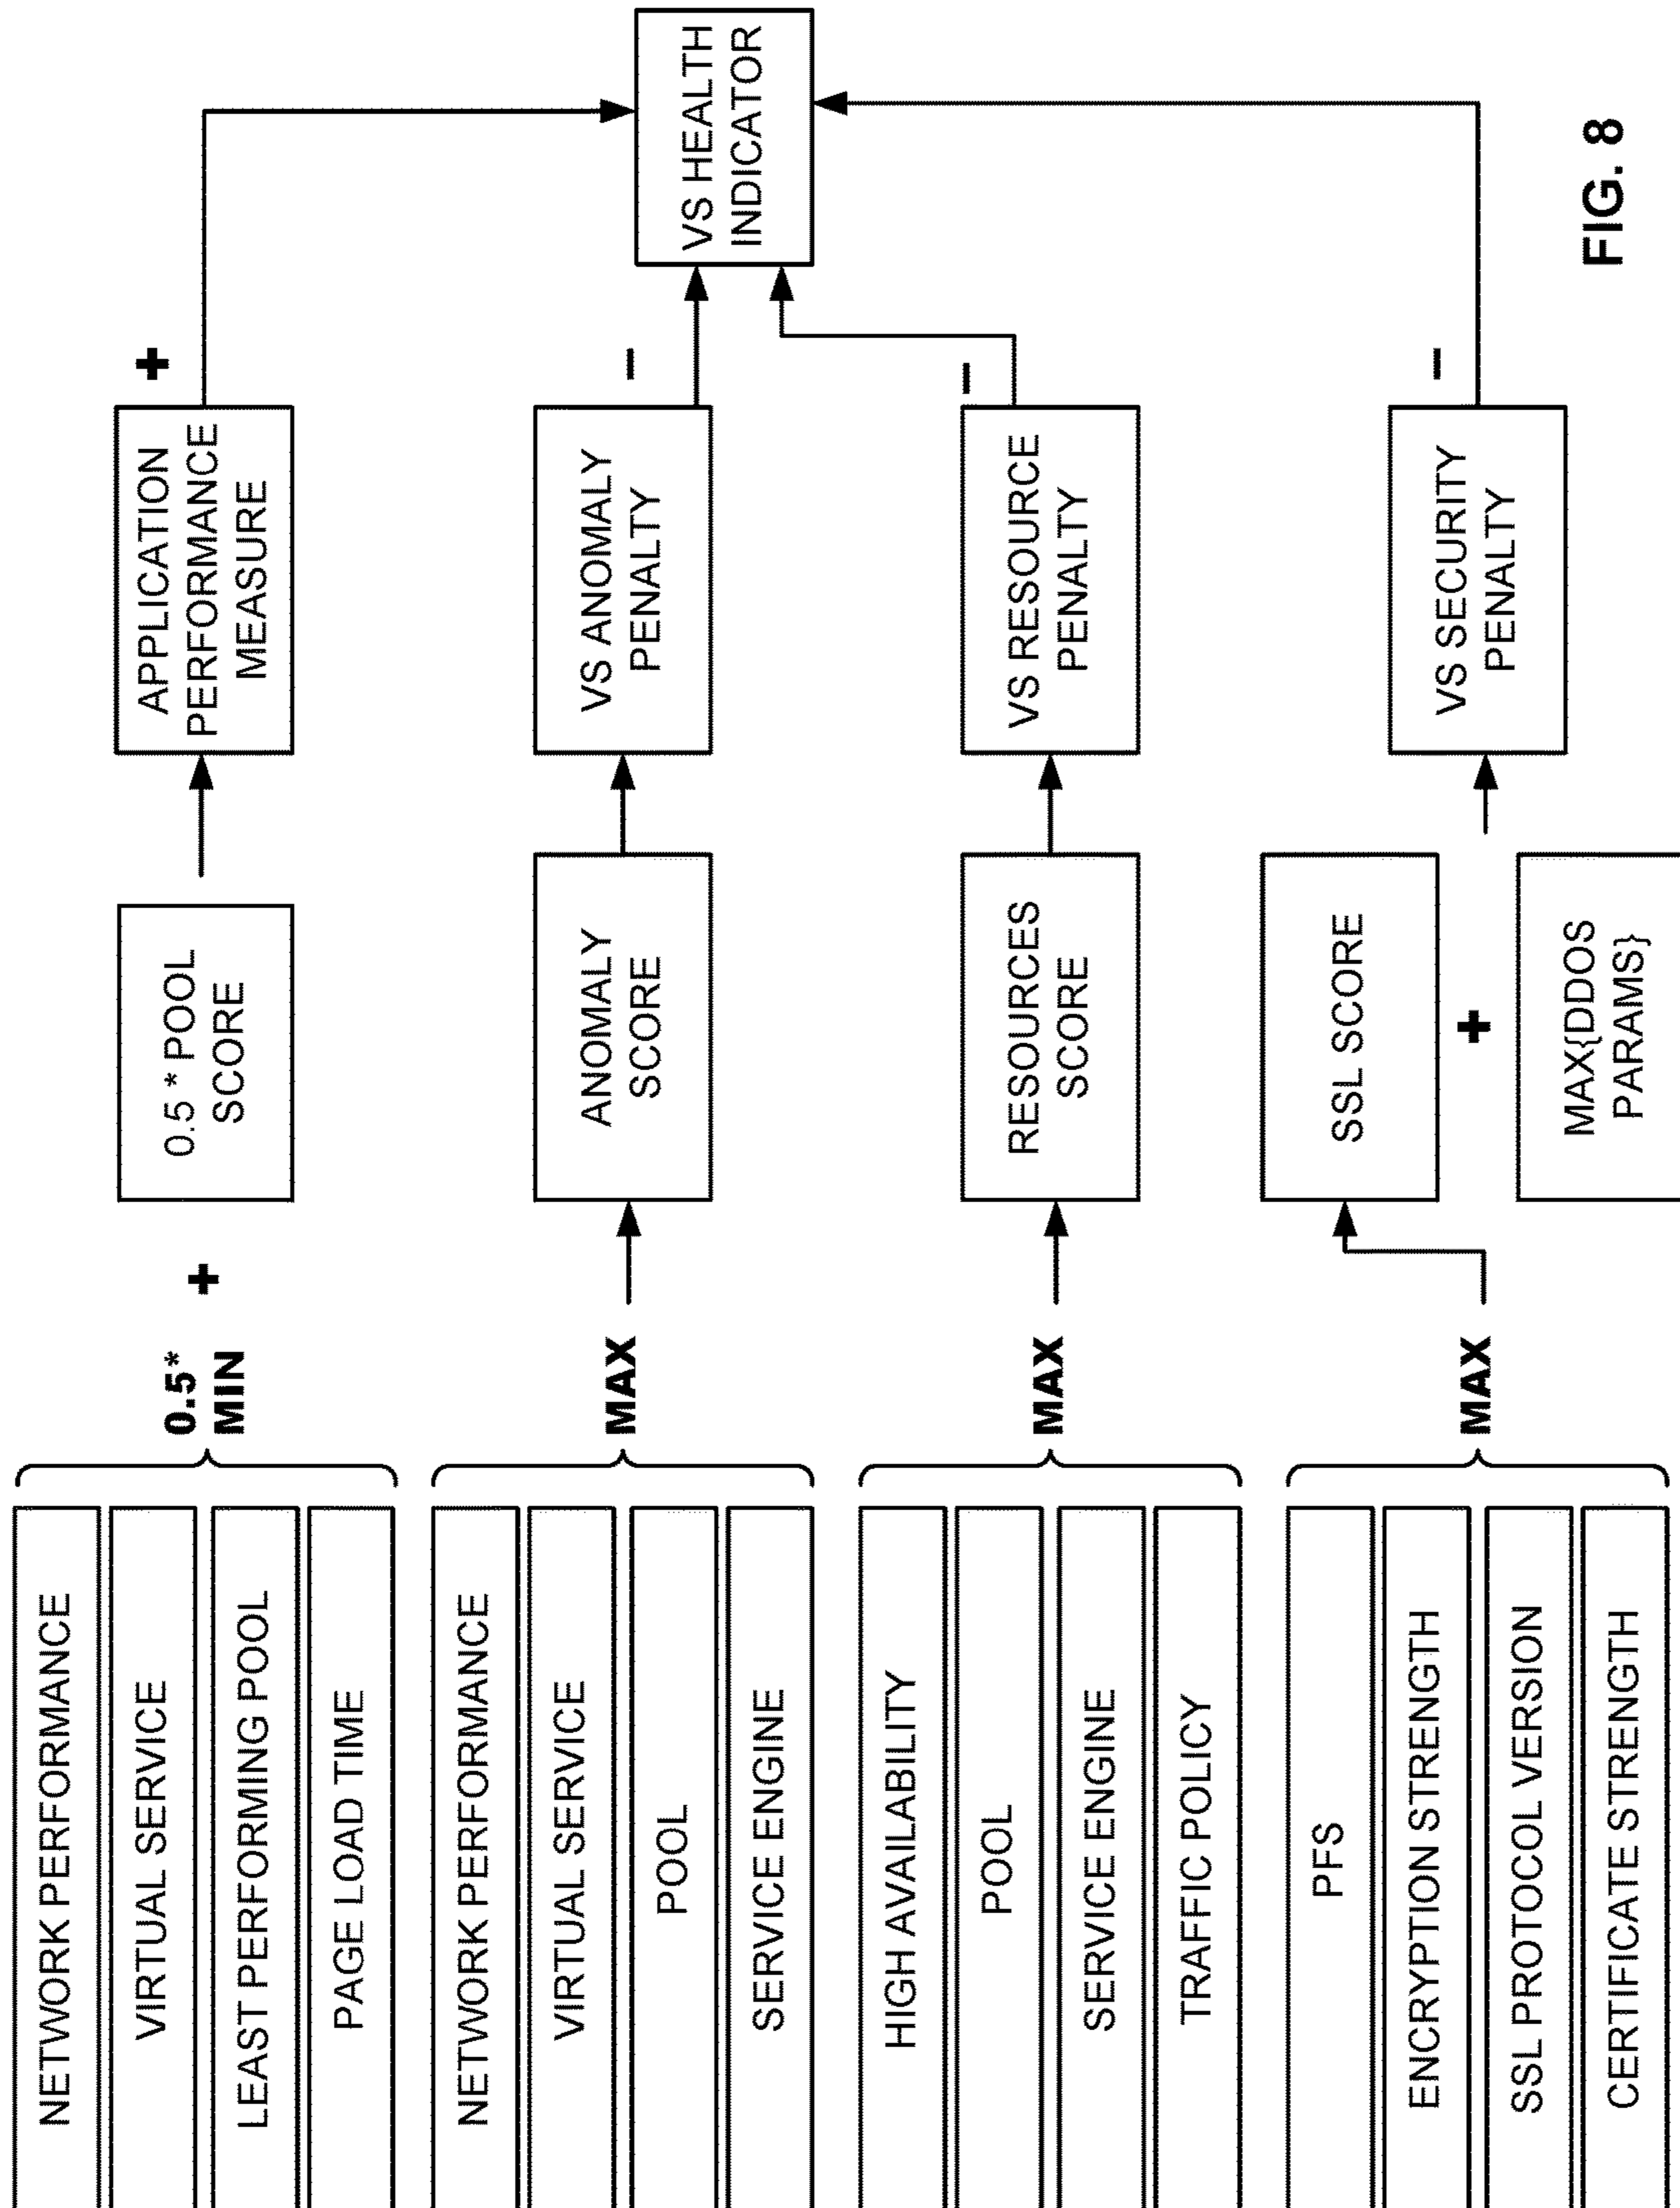 NETWORK PERFORMANCE
VIRTUAL SERVICE
LEAST PERFORMING POOL
PAGE LOAD TIME
0.5*
MIN
+
0.5 * POOL
SCORE
APPLICATION
PERFORMANCE
MEASURE
+
NETWORK PERFORMANCE
VIRTUAL SERVICE
POOL
SERVICE ENGINE
MAX
ANOMALY
SCORE
VS ANOMALY
PENALTY
–
VS HEALTH
INDICATOR
HIGH AVAILABILITY
POOL
SERVICE ENGINE
TRAFFIC POLICY
MAX
RESOURCES
SCORE
VS RESOURCE
PENALTY
–
PFS
ENCRYPTION STRENGTH
SSL PROTOCOL VERSION
CERTIFICATE STRENGTH
MAX
SSL SCORE
+
MAX{DDOS
PARAMS}
VS SECURITY
PENALTY
–
FIG. 8